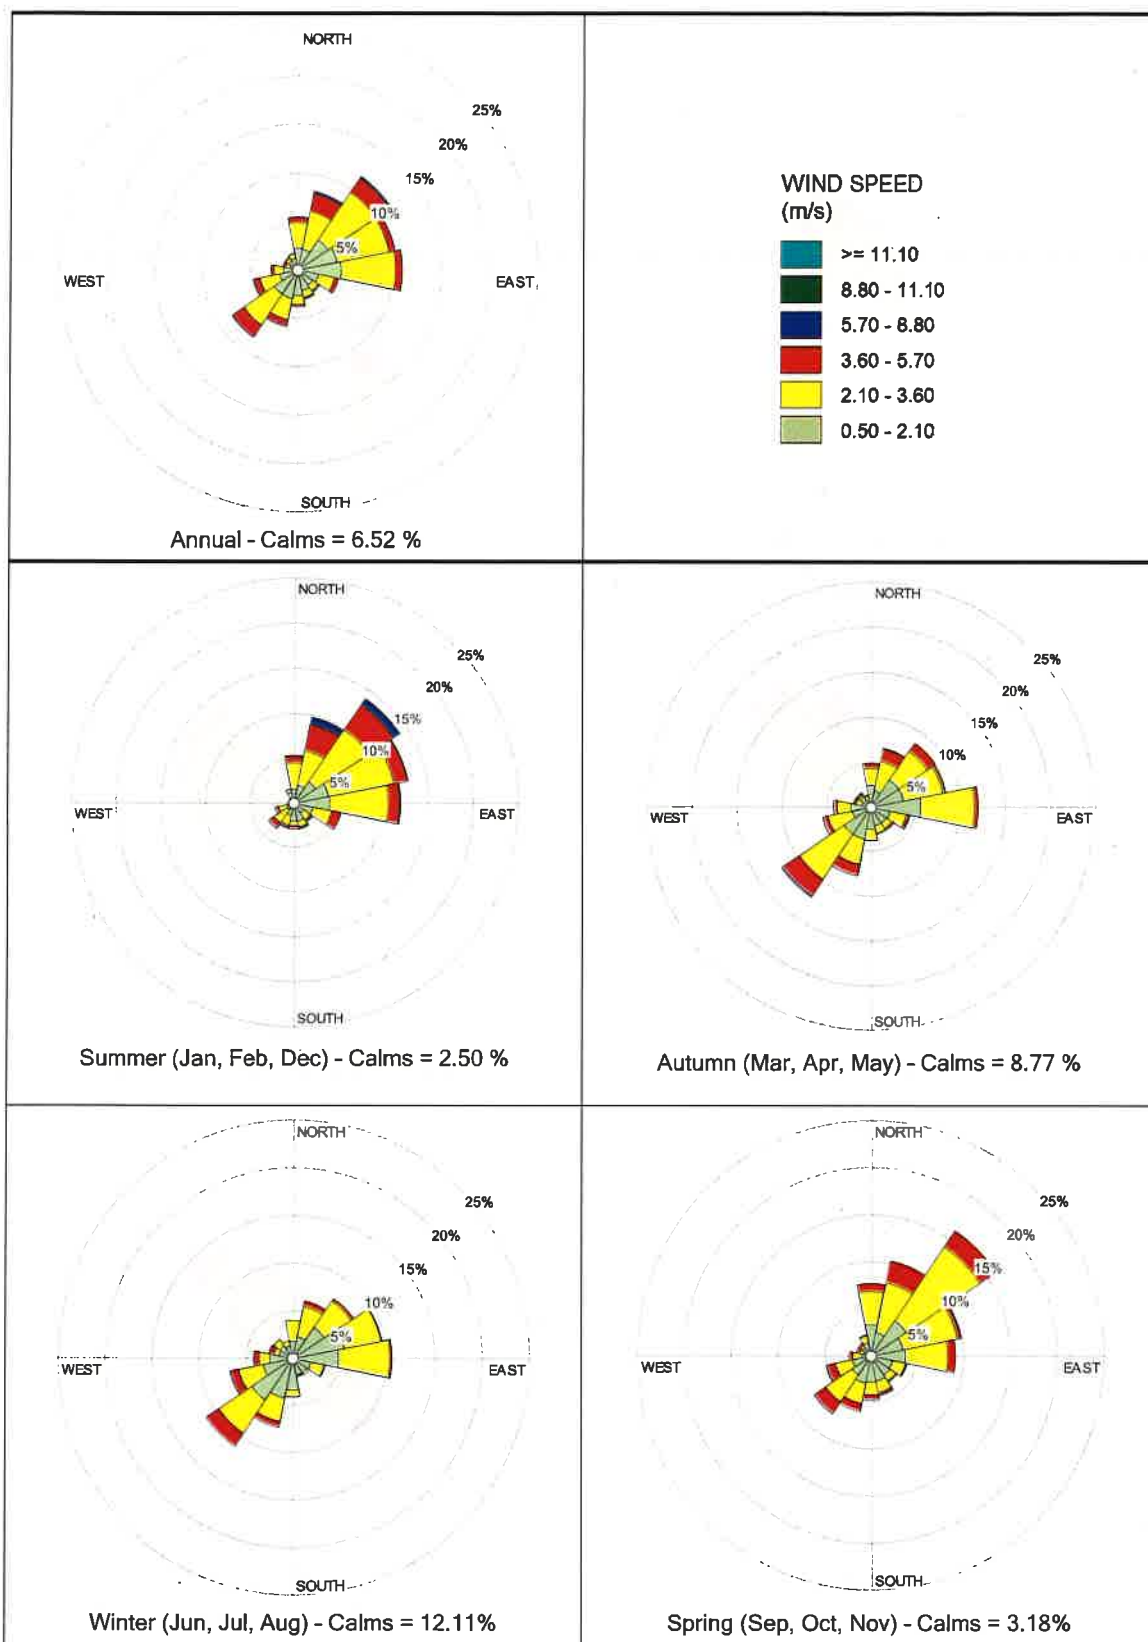 NORTH
25%
20%
15%
10%
5%
WEST
EAST
SOUTH
Annual - Calms = 6.52 %
WIND SPEED
(m/s)
>= 11.10
8.80 - 11.10
5.70 - 8.80
3.60 - 5.70
2.10 - 3.60
0.50 - 2.10
NORTH
25%
20%
15%
10%
5%
WEST
EAST
SOUTH
Summer (Jan, Feb, Dec) - Calms = 2.50 %
NORTH
25%
20%
15%
10%
5%
WEST
EAST
SOUTH
Autumn (Mar, Apr, May) - Calms = 8.77 %
NORTH
25%
20%
15%
10%
5%
WEST
EAST
SOUTH
Winter (Jun, Jul, Aug) - Calms = 12.11%
NORTH
25%
20%
15%
10%
5%
WEST
EAST
SOUTH
Spring (Sep, Oct, Nov) - Calms = 3.18%